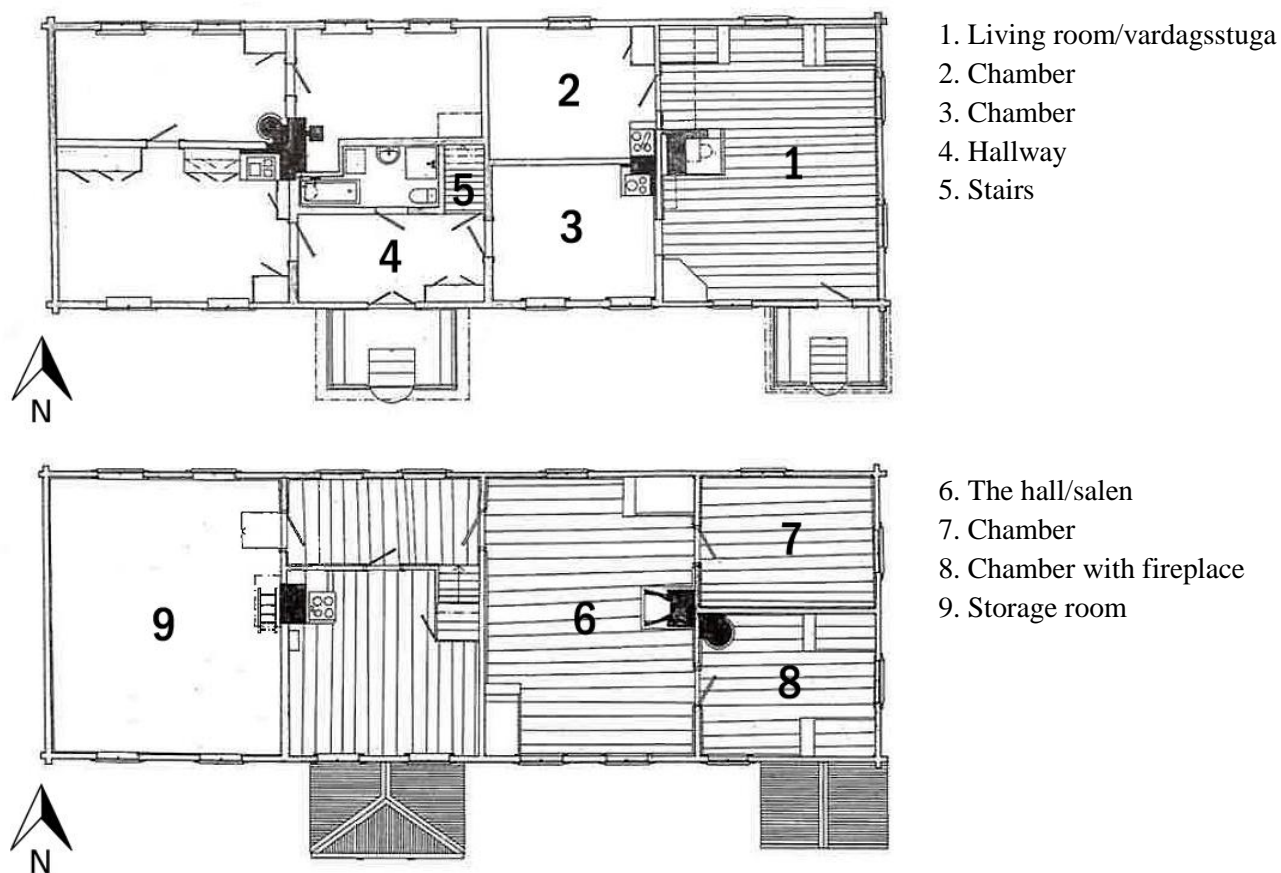 1. Living room/vardagsstuga
2. Chamber
3. Chamber
4. Hallway
5. Stairs
2
1
5
3
4
N
6. The hall/salen
7. Chamber
8. Chamber with fireplace
9. Storage room
7
9
6
8
N